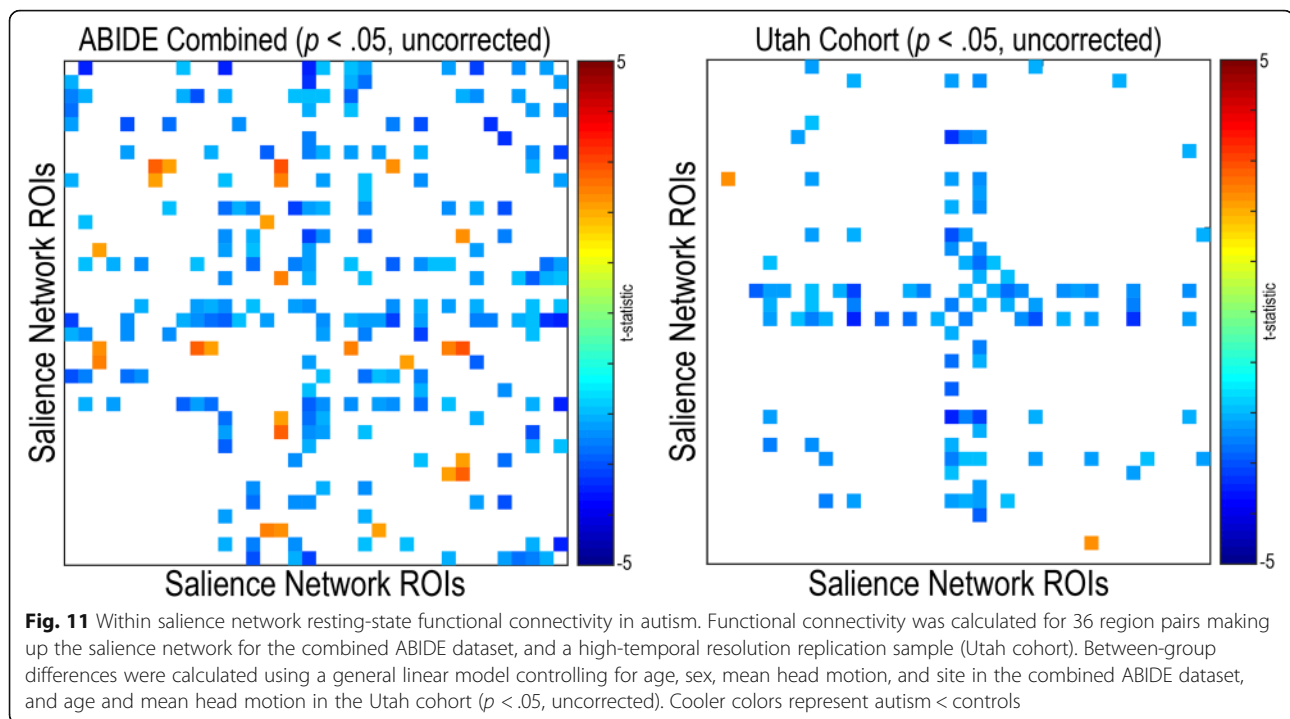 ABIDE Combined (p < .05, uncorrected)
Salience Network ROIs
Salience Network ROIs
5
t-statistic
-5
Utah Cohort (p < .05, uncorrected)
Salience Network ROIs
Salience Network ROIs
5
t-statistic
-5
Fig. 11 Within salience network resting-state functional connectivity in autism. Functional connectivity was calculated for 36 region pairs making
up the salience network for the combined ABIDE dataset, and a high-temporal resolution replication sample (Utah cohort). Between-group
differences were calculated using a general linear model controlling for age, sex, mean head motion, and site in the combined ABIDE dataset,
and age and mean head motion in the Utah cohort (p < .05, uncorrected). Cooler colors represent autism < controls